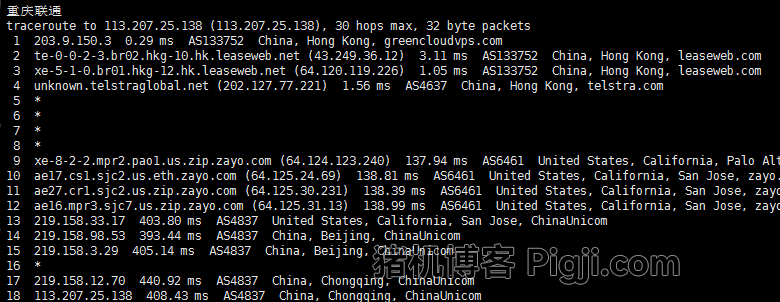 重庆联通
traceroute to 113.207.25.138 (113.207.25.138), 30 hops max, 32 byte packets
1 203.9.150.3 0.29 ms AS133752 China, Hong Kong, greencloudvps.com
2 te-0-0-2-3.br02.hkg-10.hk.leaseweb.net (43.249.36.12) 3.11 ms AS133752 China, Hong Kong, leaseweb.com
3 xe-5-1-0.br01.hkg-12.hk.leaseweb.net (64.120.119.226) 1.05 ms AS133752 China, Hong Kong, leaseweb.com
4 unknown.telstraglobal.net (202.127.77.221) 1.56 ms AS4637 China, Hong Kong, telstra.com
5 *
6 *
7 *
8 *
9 xe-8-2-2.mpr2.pao1.us.zip.zayo.com (64.124.123.240) 137.94 ms AS6461 United States, California, Palo Alt
10 ae17.cs1.sjc2.us.eth.zayo.com (64.125.24.69) 138.81 ms AS6461 United States, California, San Jose, zayo.
11 ae27.cr1.sjc2.us.zip.zayo.com (64.125.30.231) 138.39 ms AS6461 United States, California, San Jose, zayo
12 ae16.mpr3.sjc7.us.zip.zayo.com (64.125.31.13) 138.99 ms AS6461 United States, California, San Jose, zay
13 219.158.33.17 403.80 ms AS4837 United States, California, San Jose, ChinaUnicom
14 219.158.98.53 393.44 ms AS4837 China, Beijing, ChinaUnicom
15 219.158.3.29 405.14 ms AS4837 China, Beijing, ChinaUnicom
16 *
17 219.158.12.70 440.92 ms AS4837 China, Chongqing, ChinaUnicom
18 113.207.25.138 408.43 ms AS4837 China, Chongqing, ChinaUnicom
猪机博客 Pigji.com